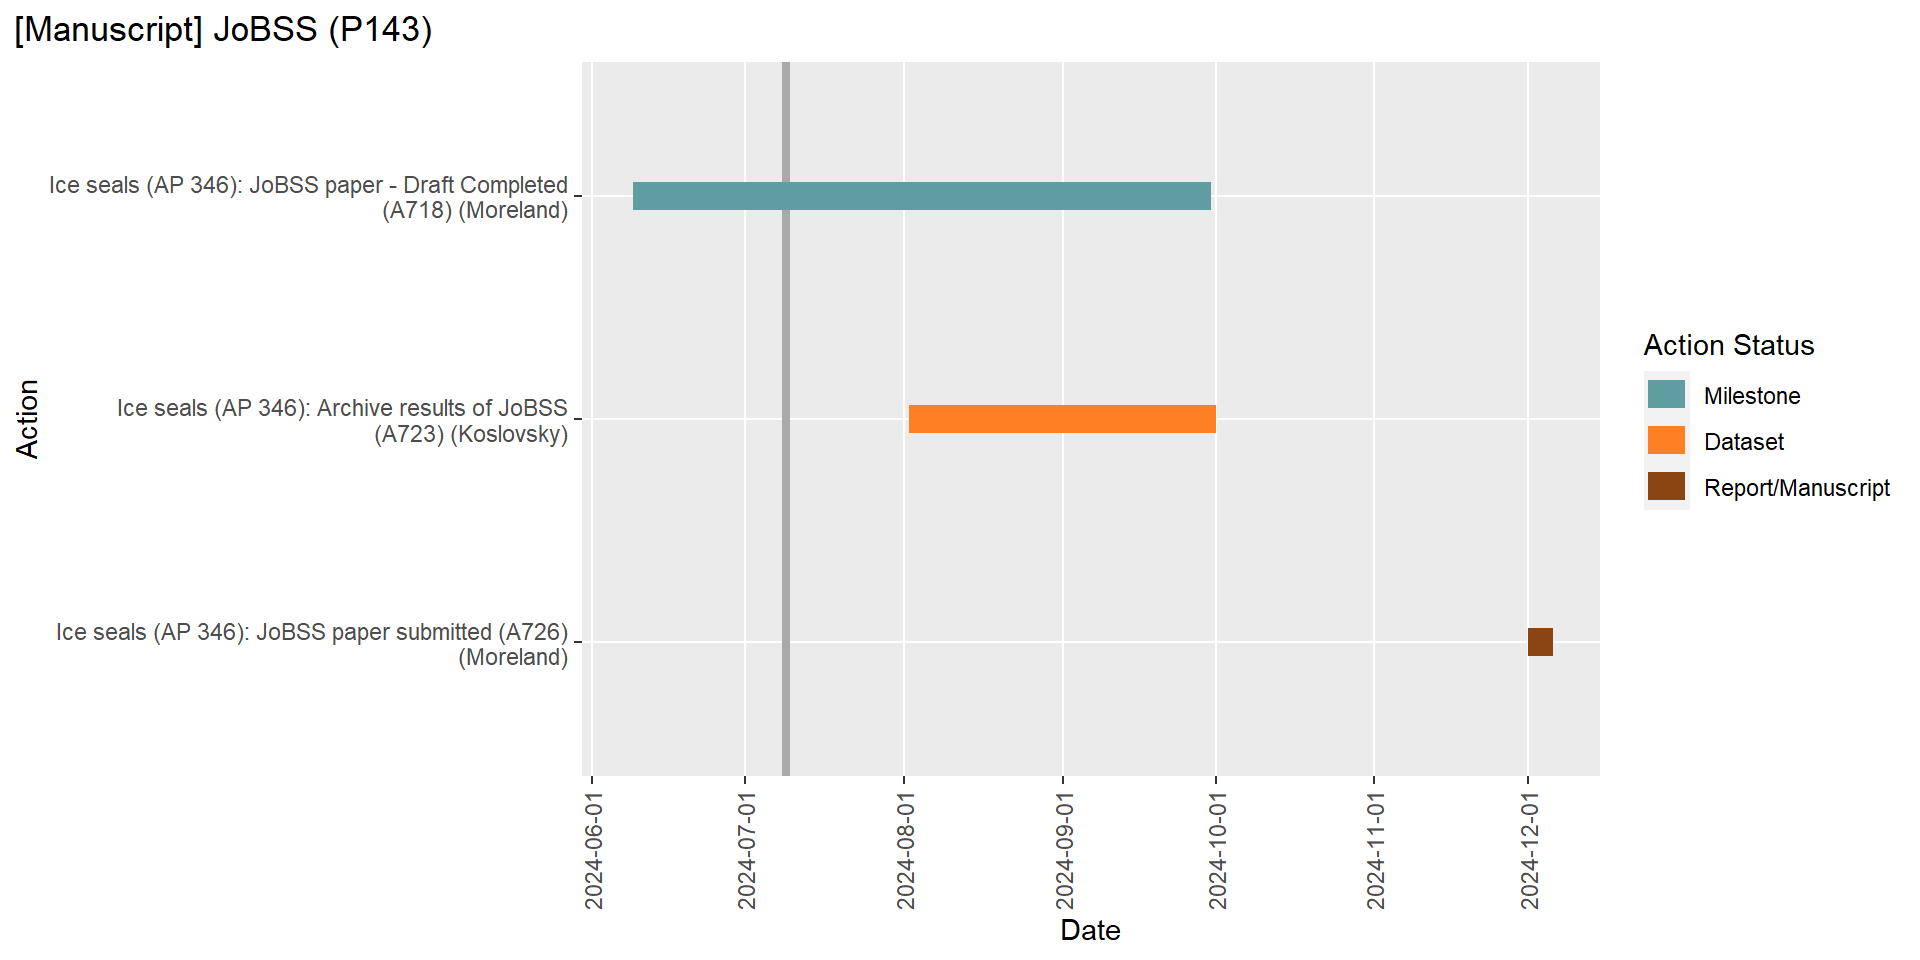 [Manuscript] JoBSS (P143)
Action
Ice seals (AP 346): JoBSS paper - Draft Completed
(A718) (Moreland)
Ice seals (AP 346): Archive results of JoBSS
(A723) (Koslovsky)
Ice seals (AP 346): JoBSS paper submitted (A726)
(Moreland)
2024-06-01
2024-07-01
2024-08-01
2024-09-01
2024-10-01
2024-11-01
2024-12-01
Date
Action Status
Milestone
Dataset
Report/Manuscript